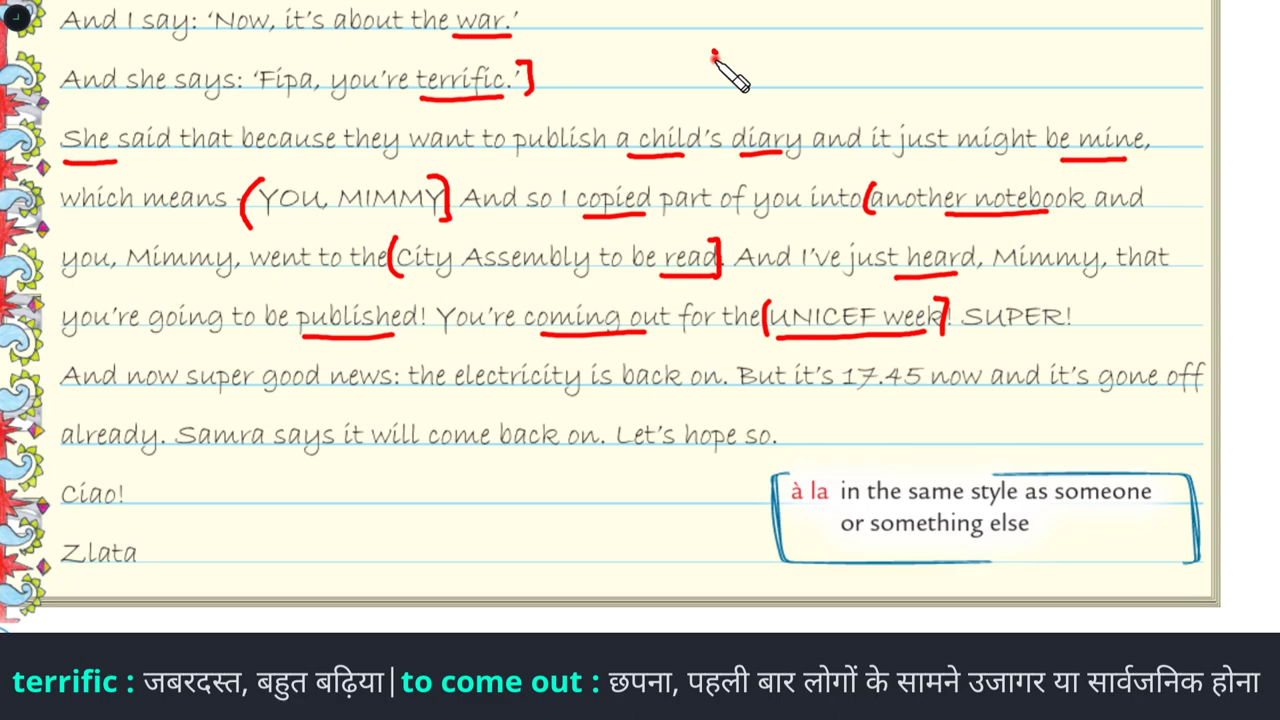 And I say: ‘Now, it’s about the war.’
And she says: ‘Fipa, you’re terrific.’
She said that because they want to publish a child’s diary and it just might be mine,
which means - YOU, MIMMY. And so I copied part of you into another notebook and
you, Mimmy, went to the City Assembly to be read. And I’ve just heard, Mimmy, that
you’re going to be published! You’re coming out for the UNICEF week! SUPER!
And now super good news: the electricity is back on. But it’s 17.45 now and it’s gone off
already. Samra says it will come back on. Let’s hope so.
Ciao!
Zlata
à la in the same style as someone
or something else
terrific : जबरदस्त, बहुत बढ़िया|to come out : छपना, पहली बार लोगों के सामने उजागर या सार्वजनिक होना